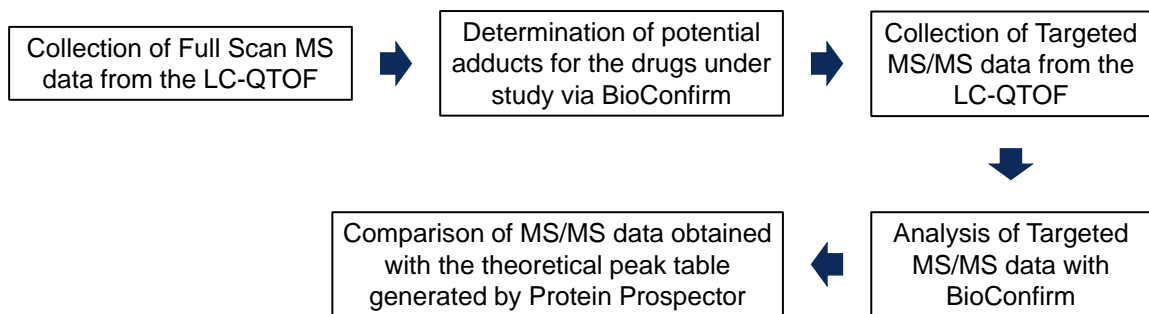 Collection of Full Scan MS
data from the LC-QTOF
Determination of potential
adducts for the drugs under
study via BioConfirm
Collection of Targeted
MS/MS data from the
LC-QTOF
Analysis of Targeted
MS/MS data with
BioConfirm
Comparison of MS/MS data obtained
with the theoretical peak table
generated by Protein Prospector